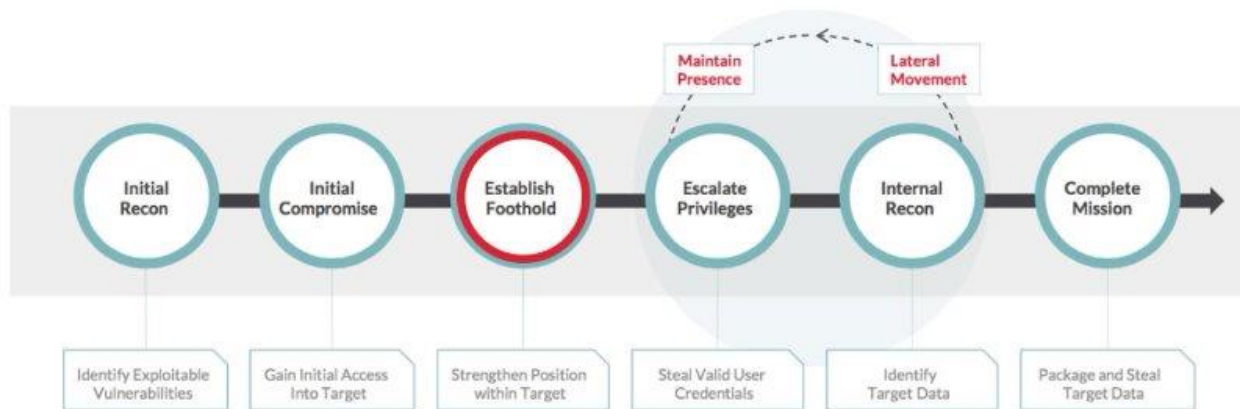 Maintain
Presence
Lateral
Movement
Initial
Recon
Initial
Compromise
Establish
Foothold
Escalate
Privileges
Internal
Recon
Complete
Mission
Identify Exploitable
Vulnerabilities
Gain Initial Access
Into Target
Strengthen Position
within Target
Steal Valid User
Credentials
Identify
Target Data
Package and Steal
Target Data